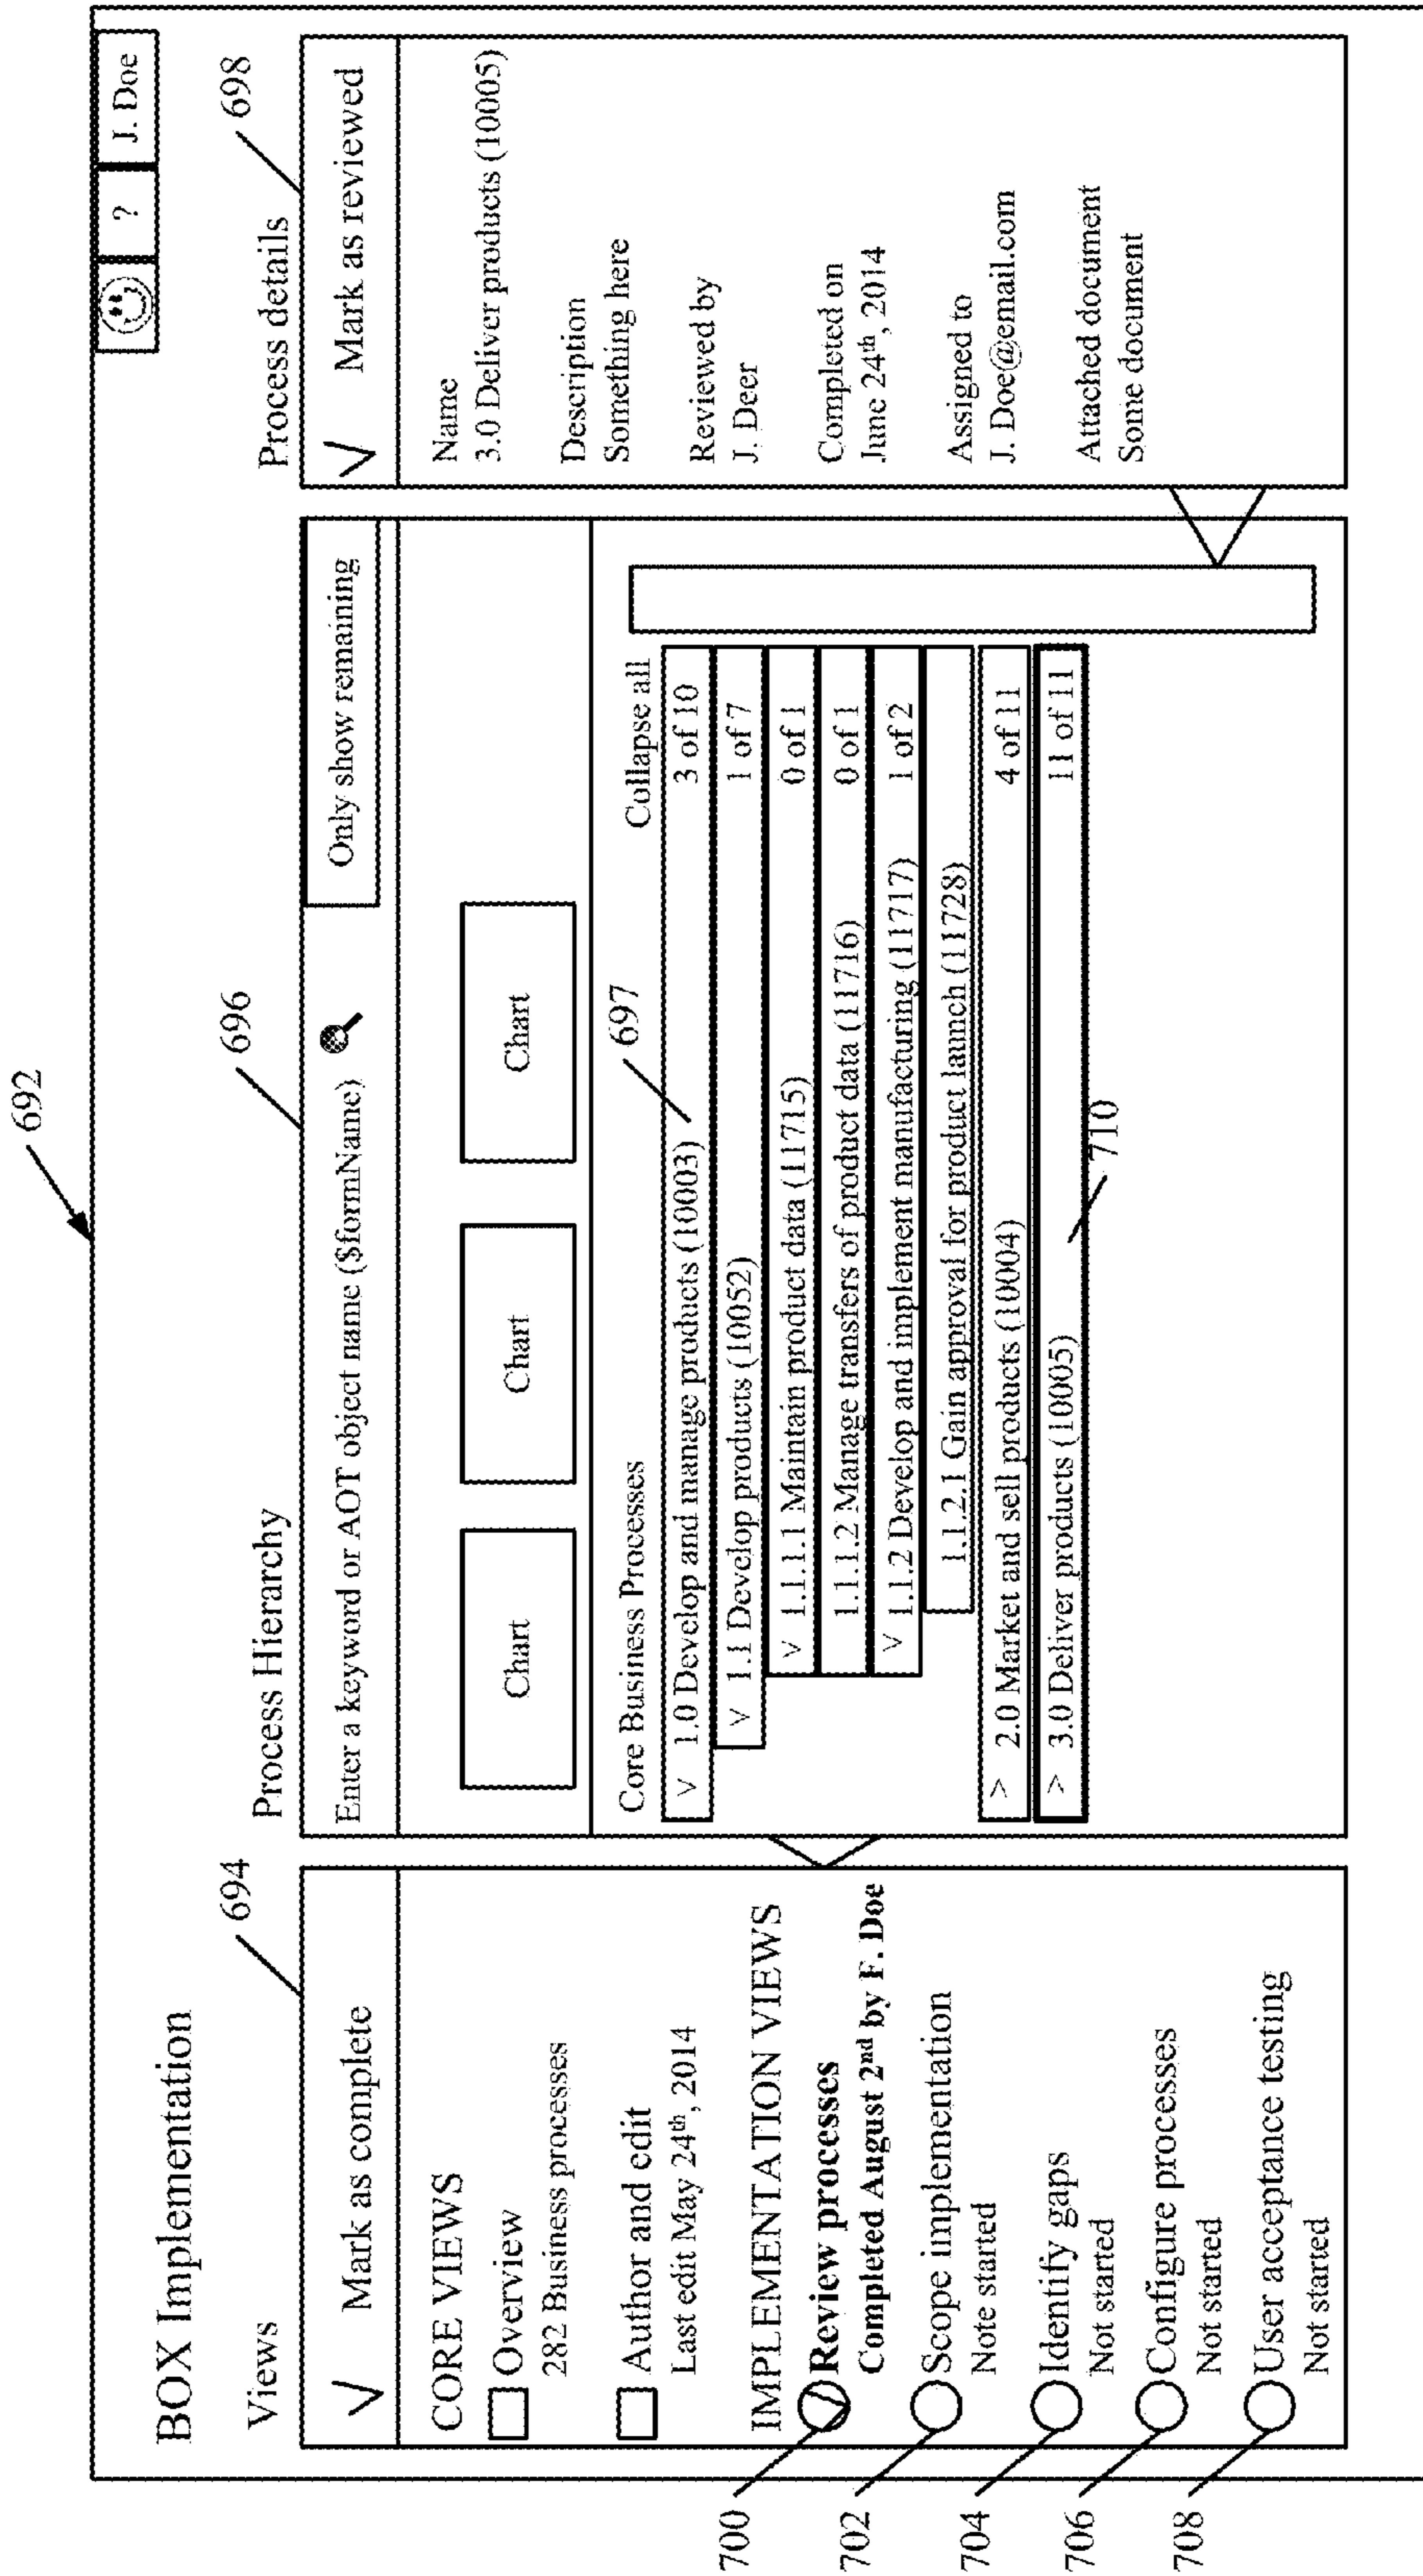 692
BOX Implementation
? J. Doe
Views
694
Mark as complete
CORE VIEWS
Overview
282 Business processes
Author and edit
Last edit May 24th, 2014
IMPLEMENTATION VIEWS
700
Review processes
Completed August 2nd by F. Doe
702
Scope implementation
Note started
704
Identify gaps
Not started
706
Configure processes
Not started
708
User acceptance testing
Not started
Process Hierarchy
696
Enter a keyword or AOT object name ($formName)
Only show remaining
Chart Chart Chart
697
Core Business Processes Collapse all
v 1.0 Develop and manage products (10003) 3 of 10
v 1.1 Develop products (10052) 1 of 7
v 1.1.1.1 Maintain product data (11715) 0 of 1
1.1.1.2 Manage transfers of product data (11716) 0 of 1
v 1.1.2 Develop and implement manufacturing (11717) 1 of 2
1.1.2.1 Gain approval for product launch (11728)
> 2.0 Market and sell products (10004) 4 of 11
> 3.0 Deliver products (10005) 11 of 11
710
Process details
698
Mark as reviewed
Name
3.0 Deliver products (10005)
Description
Something here
Reviewed by
J. Deer
Completed on
June 24th, 2014
Assigned to
J. Doe@email.com
Attached document
Some document